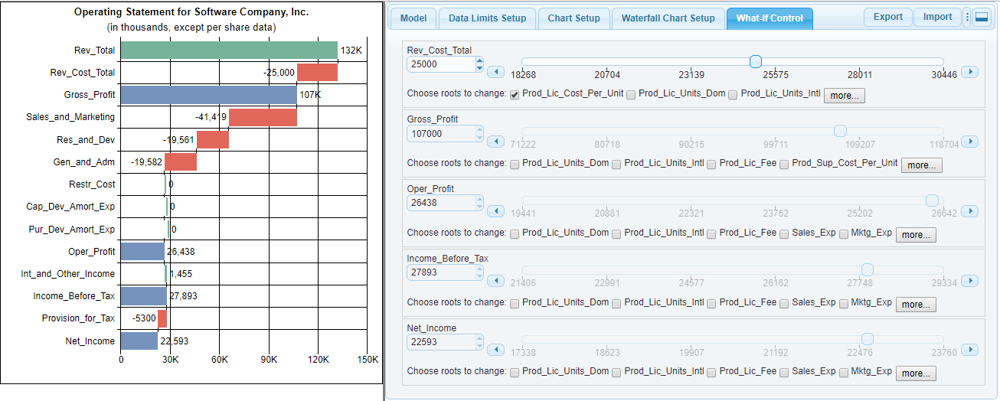 Operating Statement for Software Company, Inc.
(in thousands, except per share data)
Rev_Total 132K
Rev_Cost_Total -25,000
Gross_Profit 107K
Sales_and_Marketing -41,419
Res_and_Dev -19,561
Gen_and_Adm -19,582
Restr_Cost 0
Cap_Dev_Amort_Exp 0
Pur_Dev_Amort_Exp 0
Oper_Profit 26,438
Int_and_Other_Income 1,455
Income_Before_Tax 27,893
Provision_for_Tax -5300
Net_Income 22,593
0 30K 60K 90K 120K 150K
Model Data Limits Setup Chart Setup Waterfall Chart Setup What-If Control Export Import
Rev_Cost_Total
25000
18268 20704 23139 25575 28011 30446
Choose roots to change: Prod_Lic_Cost_Per_Unit Prod_Lic_Units_Dom Prod_Lic_Units_Intl more...
Gross_Profit
107000
71222 80718 90215 99711 109207 118704
Choose roots to change: Prod_Lic_Units_Dom Prod_Lic_Units_Intl Prod_Lic_Fee Prod_Sup_Cost_Per_Unit more...
Oper_Profit
26438
19441 20881 22321 23762 25202 26642
Choose roots to change: Prod_Lic_Units_Dom Prod_Lic_Units_Intl Prod_Lic_Fee Sales_Exp Mktg_Exp more...
Income_Before_Tax
27893
21406 22991 24577 26162 27748 29334
Choose roots to change: Prod_Lic_Units_Dom Prod_Lic_Units_Intl Prod_Lic_Fee Sales_Exp Mktg_Exp more...
Net_Income
22593
17338 18623 19907 21192 22476 23760
Choose roots to change: Prod_Lic_Units_Dom Prod_Lic_Units_Intl Prod_Lic_Fee Sales_Exp Mktg_Exp more...